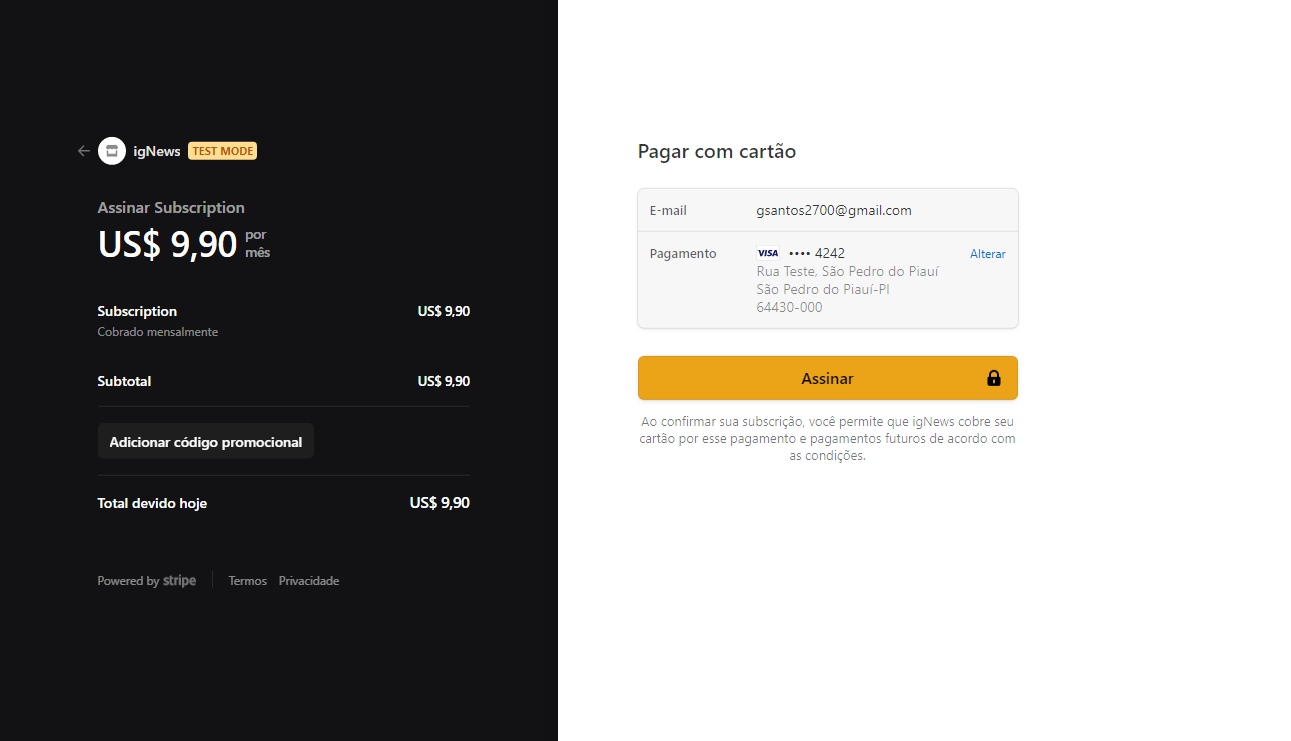 igNews TEST MODE
Assinar Subscription
US$ 9,90 por mês
Subscription US$ 9,90
Cobrado mensalmente
Subtotal US$ 9,90
Adicionar código promocional
Total devido hoje US$ 9,90
Powered by stripe Termos Privacidade
Pagar com cartão
E-mail gsantos2700@gmail.com
Pagamento VISA •••• 4242 Alterar
Rua Teste, São Pedro do Piauí
São Pedro do Piauí-PI
64430-000
Assinar
Ao confirmar sua subscrição, você permite que igNews cobre seu
cartão por esse pagamento e pagamentos futuros de acordo com
as condições.